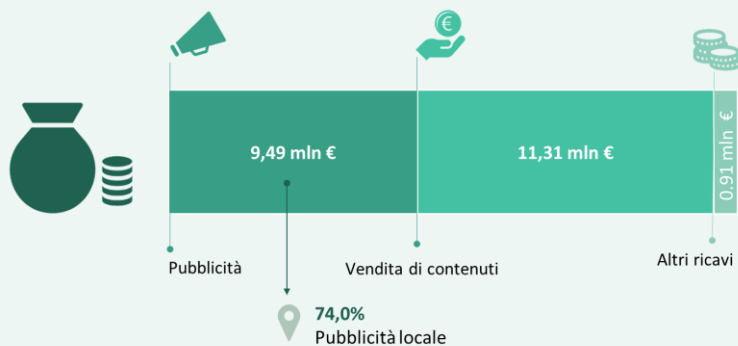 €
9,49 mln €
11,31 mln €
0.91 mln €
Pubblicità
Vendita di contenuti
Altri ricavi
74,0%
Pubblicità locale